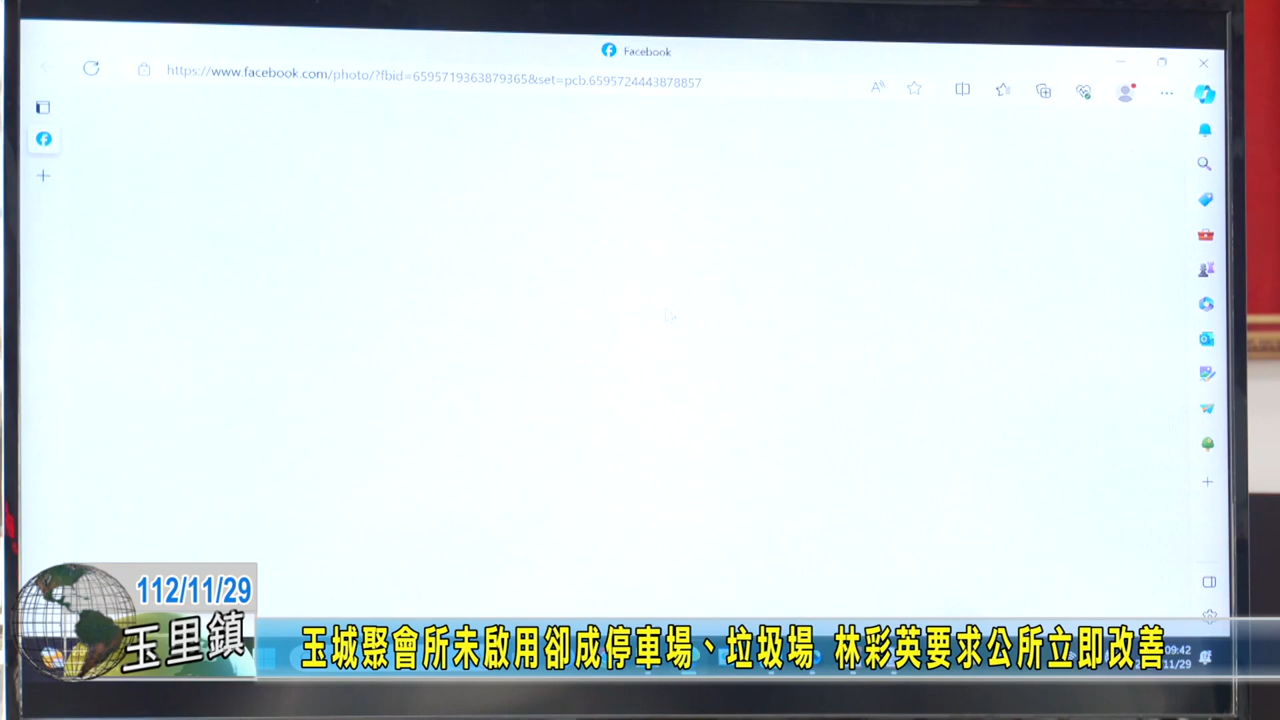 Facebook
https://www.facebook.com/photo/?fbid=6595719363879365&set=pcb.6595724443878857
112/11/29
玉里鎮
玉城聚會所未啟用卻成停車場、垃圾場 林彩英要求公所立即改善
09:42
11/29